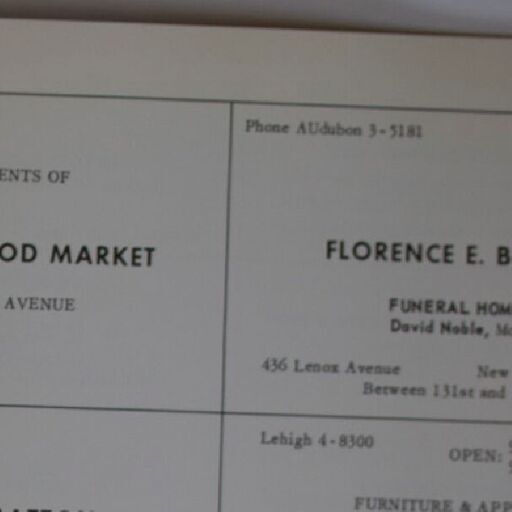 ENTS OF
OD MARKET
AVENUE
Phone AUdubon 3-5181
FLORENCE E. B
FUNERAL HOM
David Noble, Mo
436 Lenox Avenue New
Between 131st and
Lehigh 4-8300
OPEN:
FURNITURE & APP